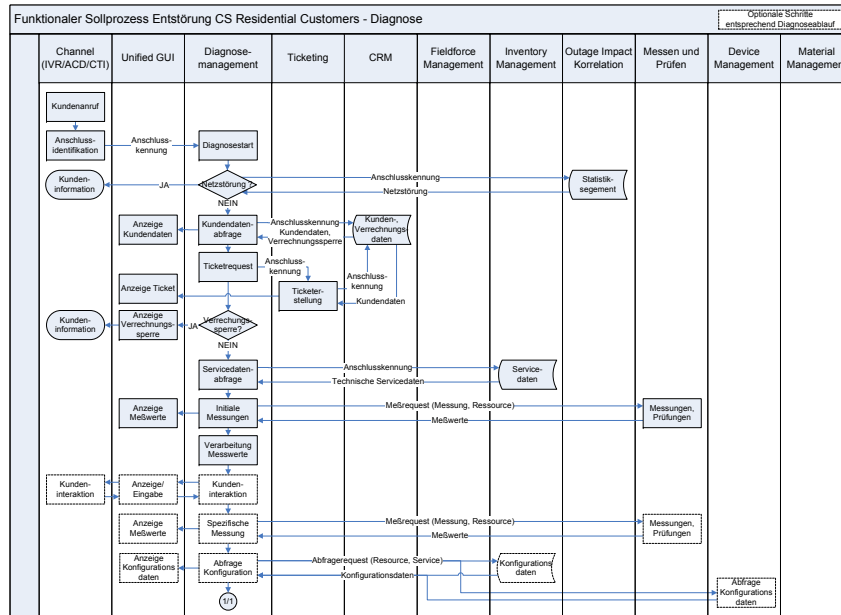 Funktionaler Sollprozess Entstörung CS Residential Customers - Diagnose
Optionale Schritte
entsprechend Diagnoseablauf
Channel
(IVR/ACD/CTI)
Unified GUI
Diagnose-
management
Ticketing
CRM
Fieldforce
Management
Inventory
Management
Outage Impact
Korrelation
Messen und
Prüfen
Device
Management
Material
Manageme
Kundenanruf
Anschluss-
identifikation
Anschluss-
kennung
Diagnosestart
Kunden-
information
JA
Netzstörung ?
Anschlusskennung
Netzstörung
Statistik-
segement
NEIN
Anzeige
Kundendaten
Kundendaten-
abfrage
Anschlusskennung
Kundendaten,
Verrechnungssperre
Kunden-,
Verrechnungs
daten
Ticketrequest
Anschluss-
kennung
Anzeige Ticket
Ticketer-
stellung
Anschluss-
kennung
Kundendaten
Kunden-
information
Anzeige
Verrechnungs-
sperre
JA
Verrechungs-
sperre?
NEIN
Servicedaten-
abfrage
Anschlusskennung
Technische Servicedaten
Service-
daten
Anzeige
Meßwerte
Initiale
Messungen
Meßrequest (Messung, Ressource)
Meßwerte
Messungen,
Prüfungen
Verarbeitung
Messwerte
Kunden-
interaktion
Anzeige/
Eingabe
Kunden-
interaktion
Anzeige
Meßwerte
Spezifische
Messung
Meßrequest (Messung, Ressource)
Meßwerte
Messungen,
Prüfungen
Anzeige
Konfigurations
daten
Abfrage
Konfiguration
Abfragerequest (Resource, Service)
Konfigurationsdaten
Konfigurations
daten
Abfrage
Konfigurations
daten
1/1